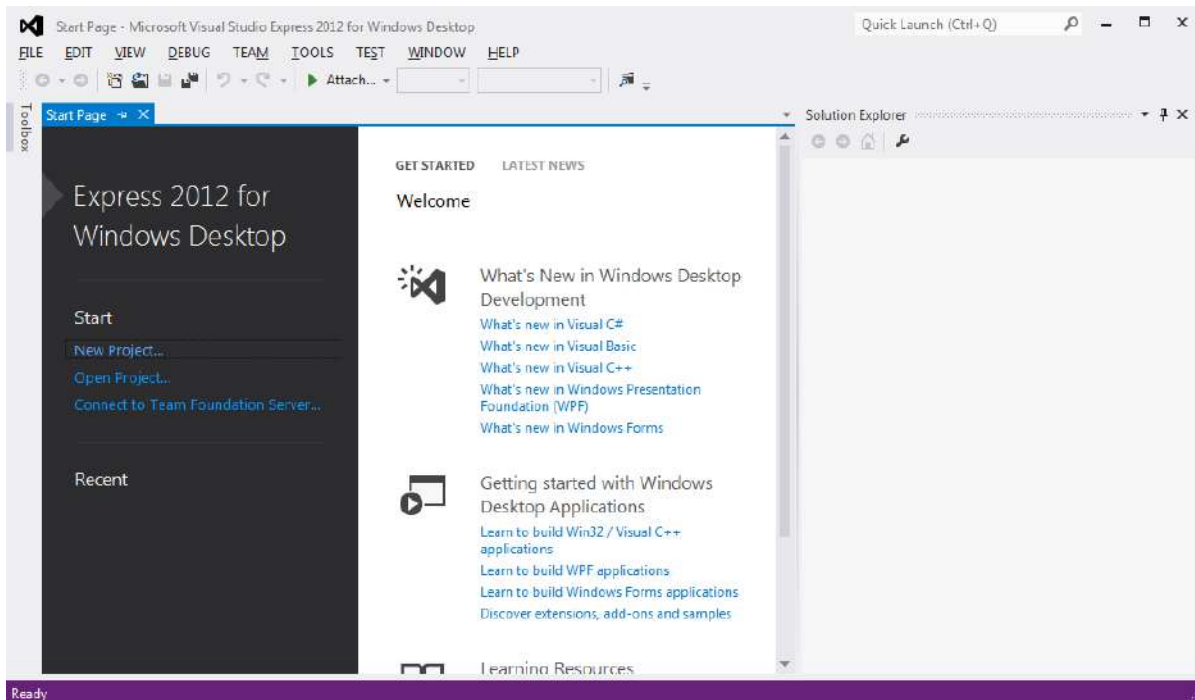 Start Page - Microsoft Visual Studio Express 2012 for Windows Desktop
Quick Launch (Ctrl+Q)
FILE EDIT VIEW DEBUG TEAM TOOLS TEST WINDOW HELP
Attach...
Toolbox
Start Page
Solution Explorer
Express 2012 for
Windows Desktop
Start
New Project...
Open Project...
Connect to Team Foundation Server...
Recent
GET STARTED LATEST NEWS
Welcome
What's New in Windows Desktop
Development
What's new in Visual C#
What's new in Visual Basic
What's new in Visual C++
What's new in Windows Presentation
Foundation (WPF)
What's new in Windows Forms
Getting started with Windows
Desktop Applications
Learn to build Win32 / Visual C++
applications
Learn to build WPF applications
Learn to build Windows Forms applications
Discover extensions, add-ons and samples
Learning Resources
Ready